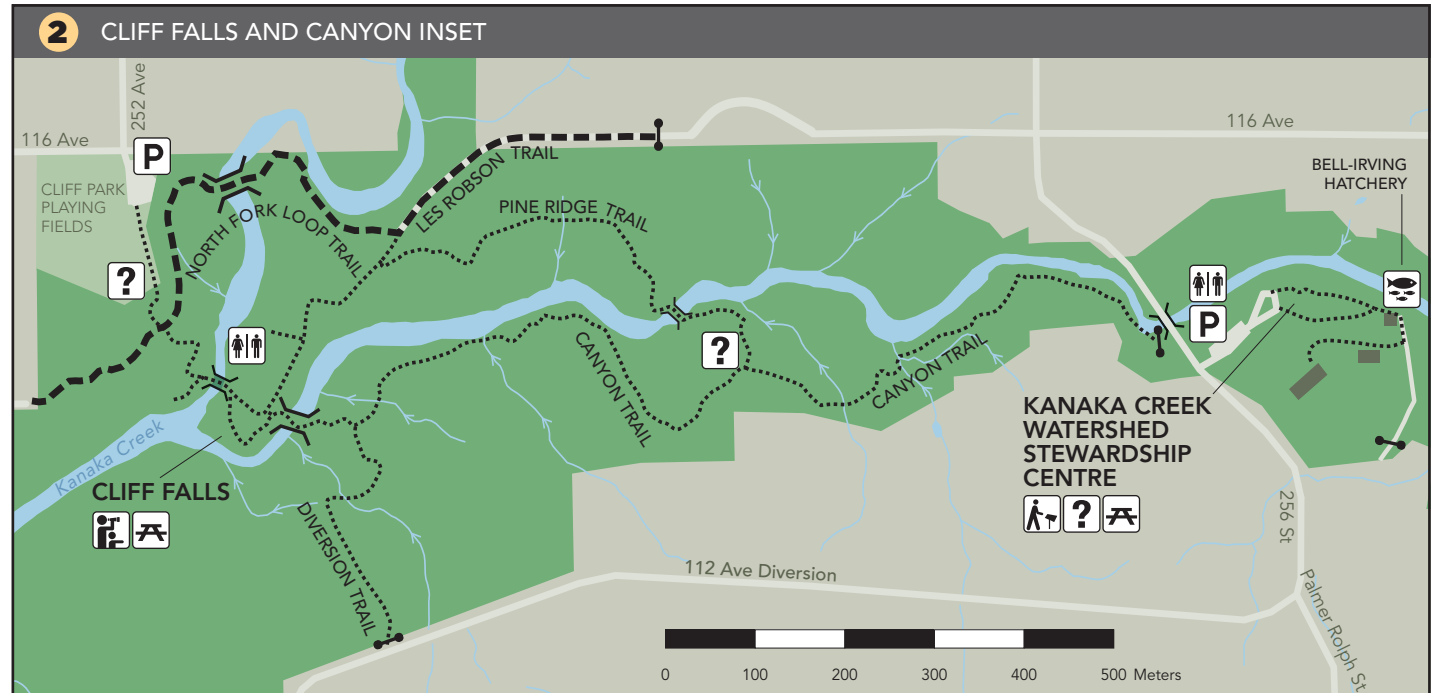 2 CLIFF FALLS AND CANYON INSET
252 Ave
116 Ave
P
CLIFF PARK
PLAYING
FIELDS
?
NORTH FORK LOOP TRAIL
LES ROBSON TRAIL
PINE RIDGE TRAIL
116 Ave
BELL-IRVING
HATCHERY
P
?
CANYON TRAIL
CANYON TRAIL
Kanaka Creek
CLIFF FALLS
DIVERSION TRAIL
KANAKA CREEK
WATERSHED
STEWARDSHIP
CENTRE
?
256 St
112 Ave Diversion
Palmer Rolph St
0 100 200 300 400 500 Meters